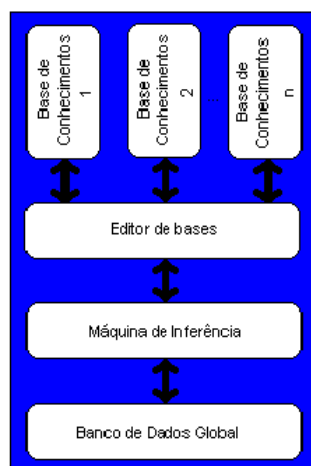 Base de
Conhecimentos
1
Base de
Conhecimentos
2
...
Base de
Conhecimentos
n
Editor de bases
Máquina de Inferência
Banco de Dados Global